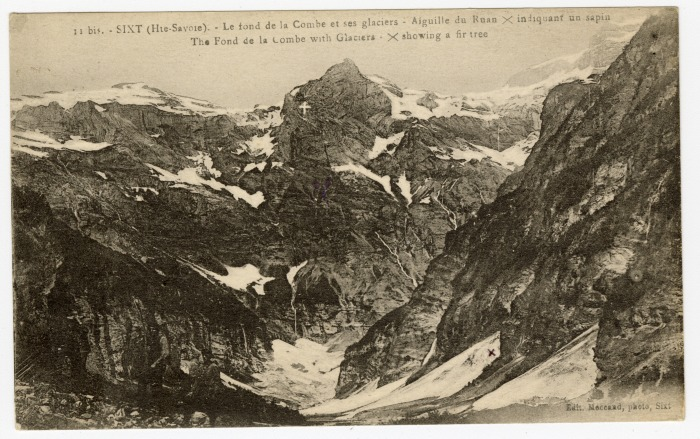 11 bis. - SIXT (Hte-Savoie). - Le fond de la Combe et ses glaciers - Aiguille du Ruan ✕ indiquant un sapin
The Fond de la Combe with Glaciers - ✕ showing a fir tree
Edit. Moccand, photo, Sixt